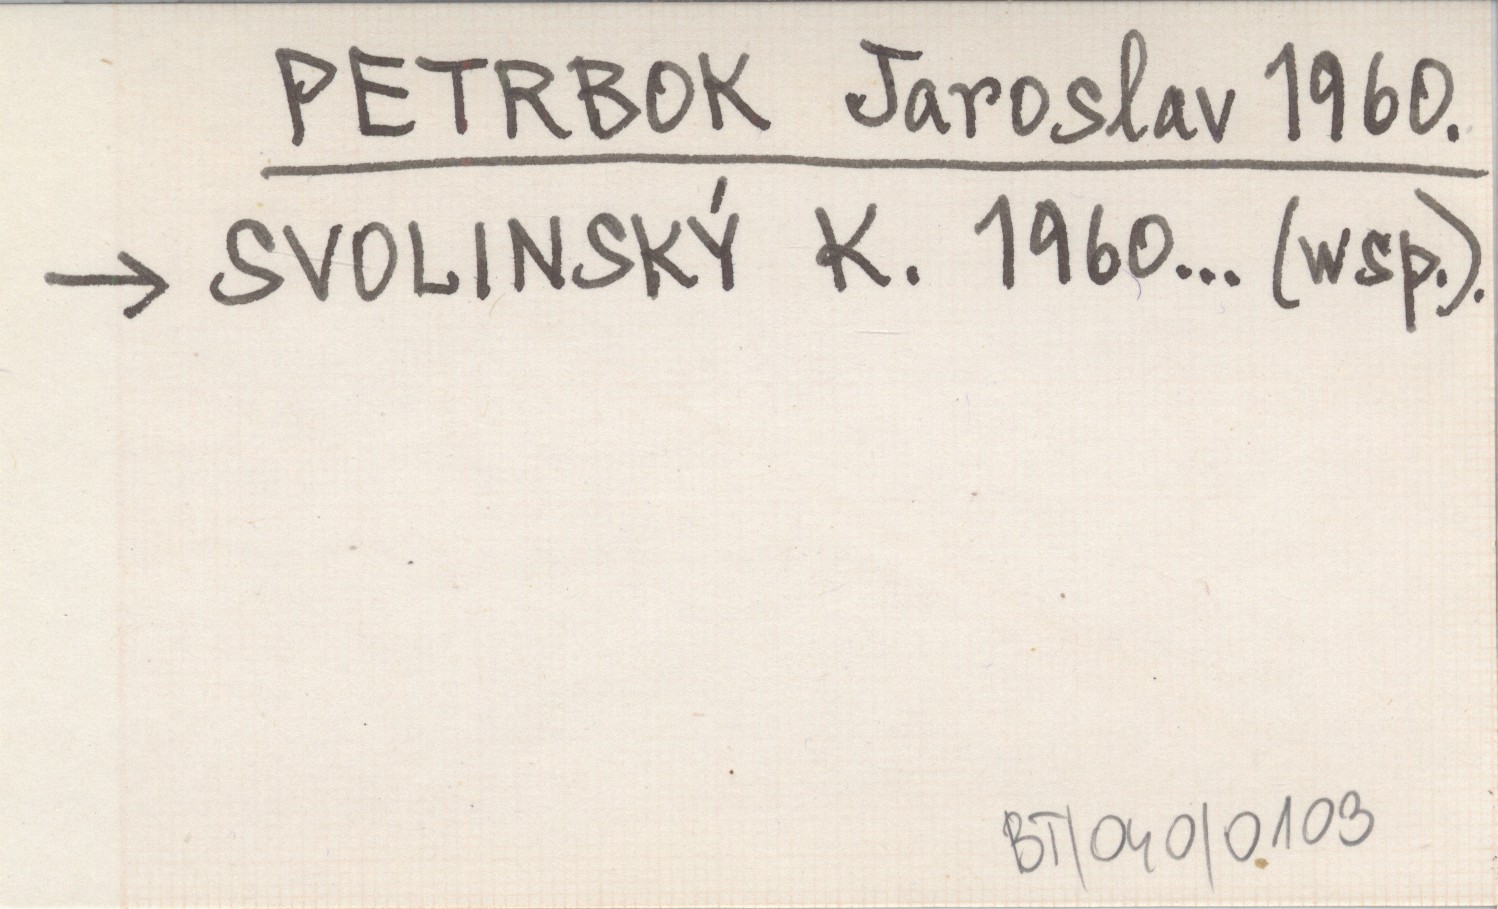 PETRBOK Jaroslav 1960.
→ SVOLINSKÝ K. 1960... (wsp.).
BT/040/0103